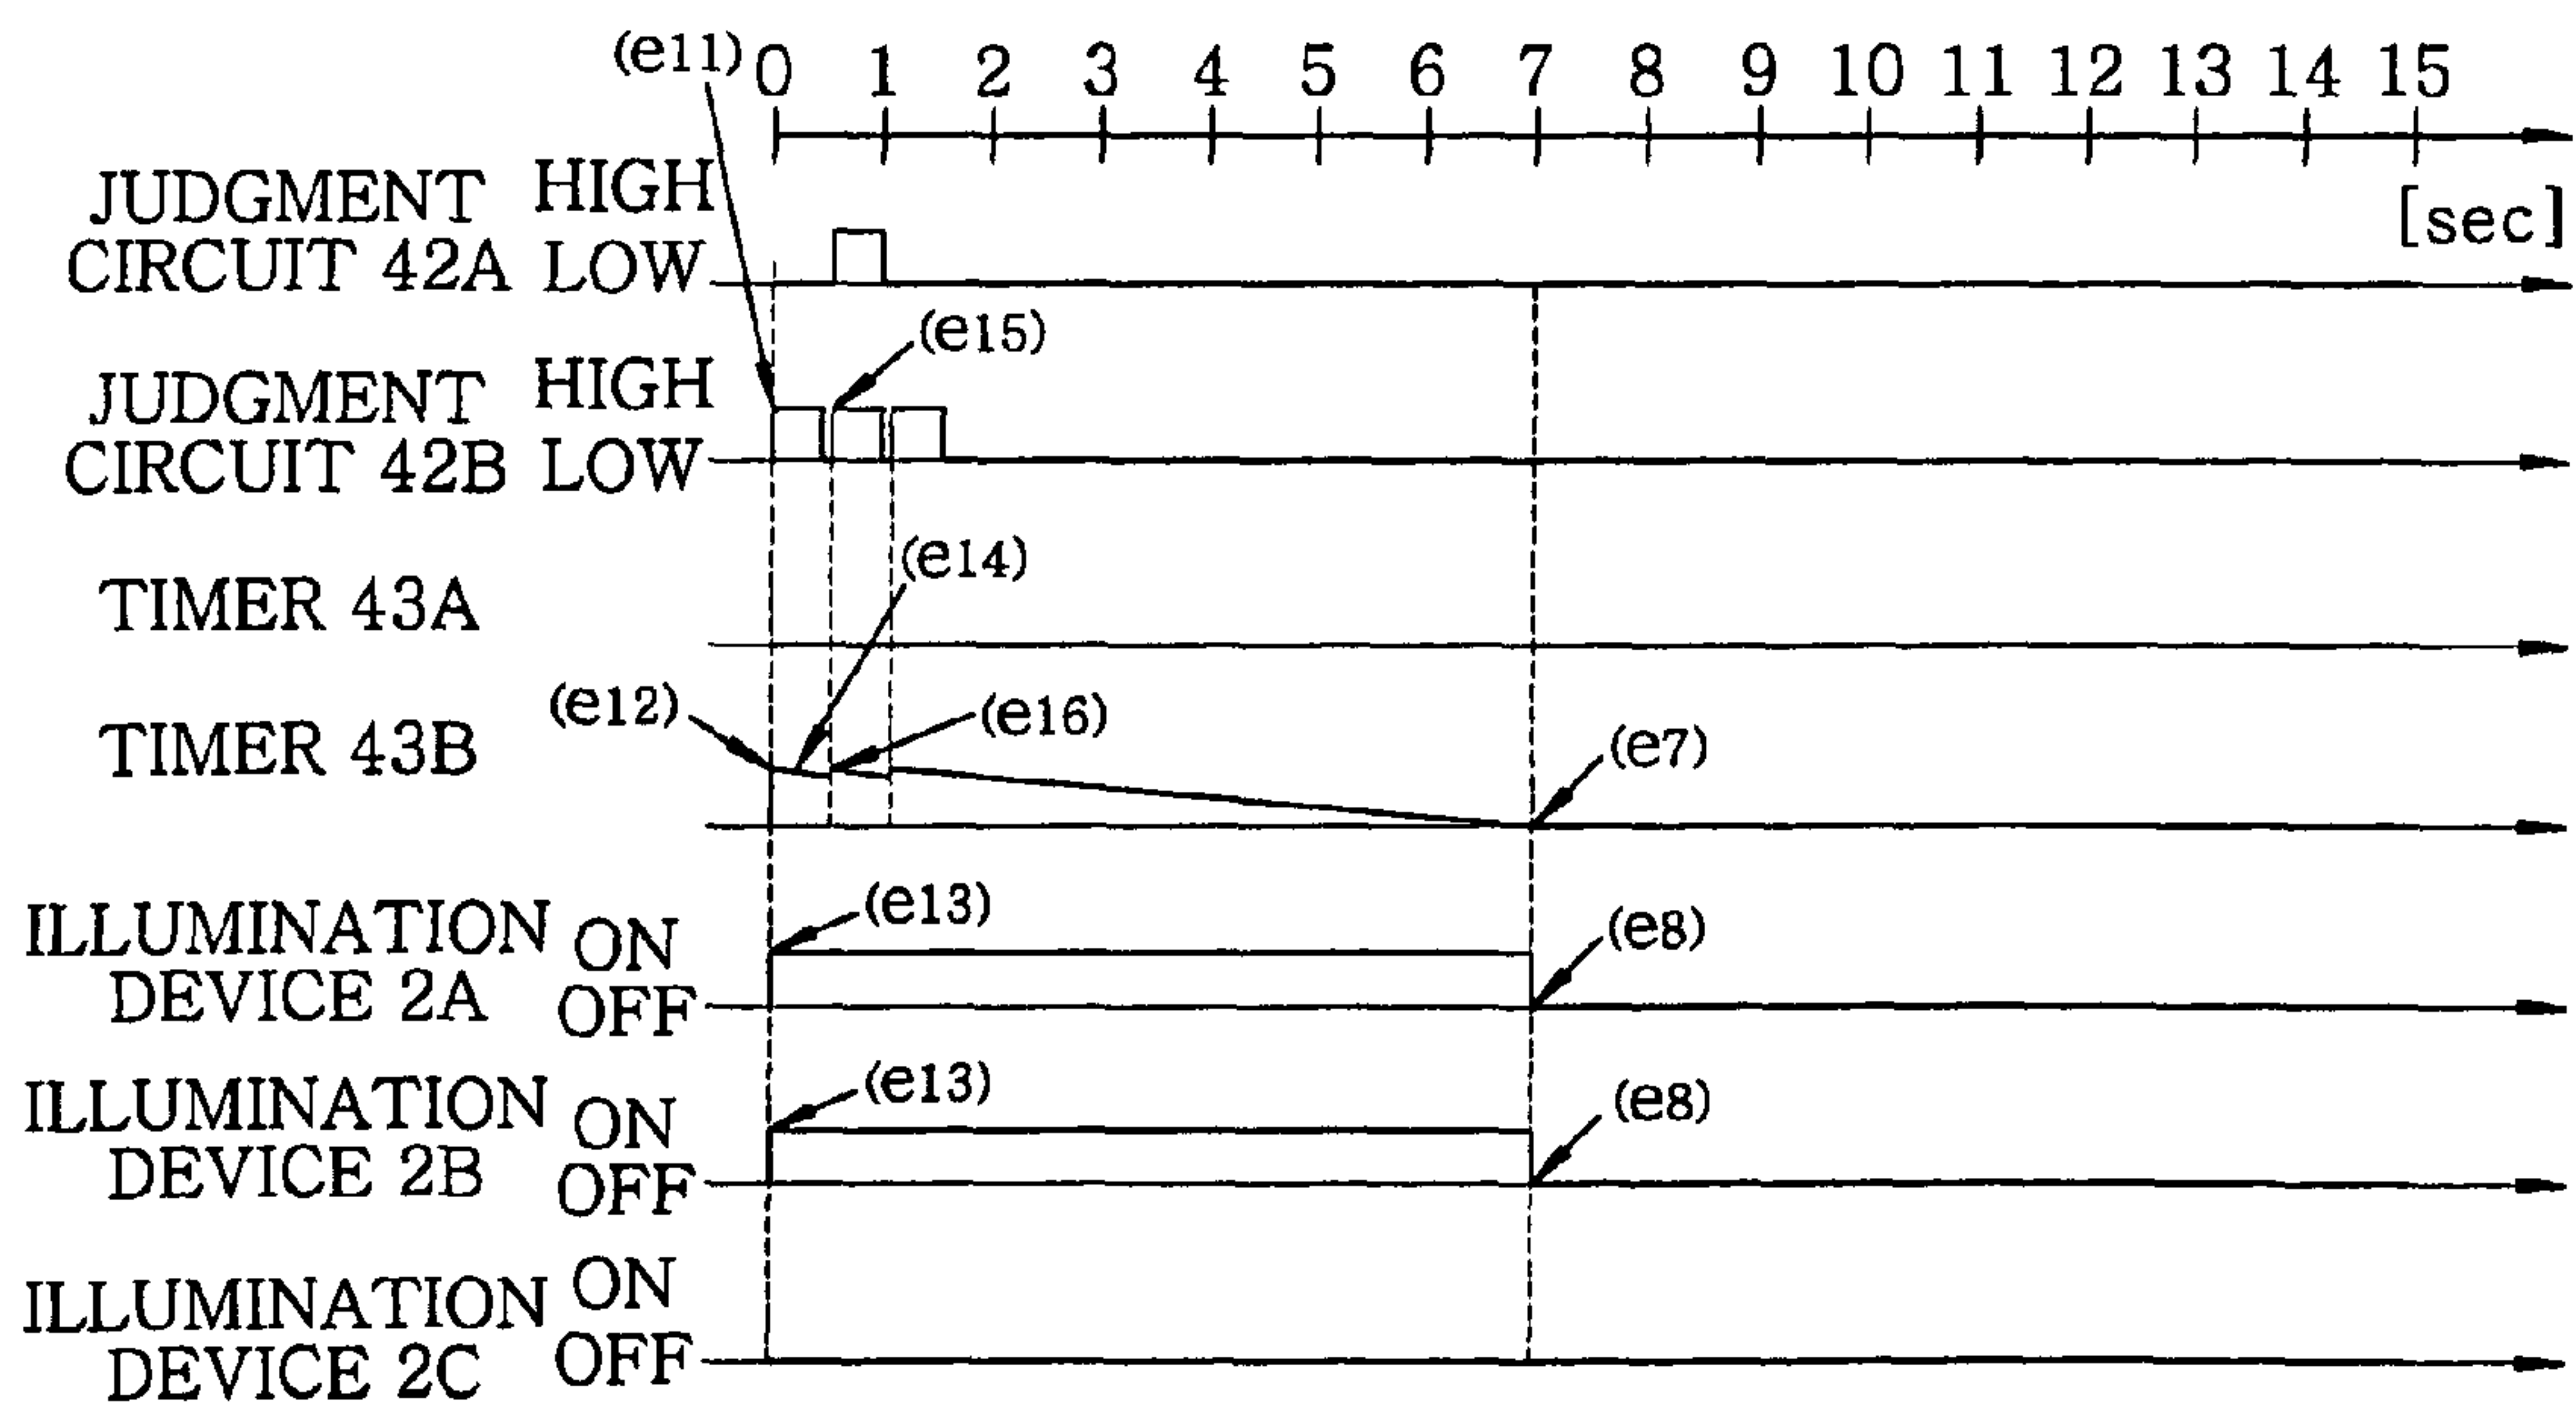 (e11) 0 1 2 3 4 5 6 7 8 9 10 11 12 13 14 15
[sec]
JUDGMENT HIGH
CIRCUIT 42A LOW
(e15)
JUDGMENT HIGH
CIRCUIT 42B LOW
(e14)
TIMER 43A
(e12) (e16)
TIMER 43B (e7)
(e13) (e8)
ILLUMINATION ON
DEVICE 2A OFF
(e13) (e8)
ILLUMINATION ON
DEVICE 2B OFF
ILLUMINATION ON
DEVICE 2C OFF